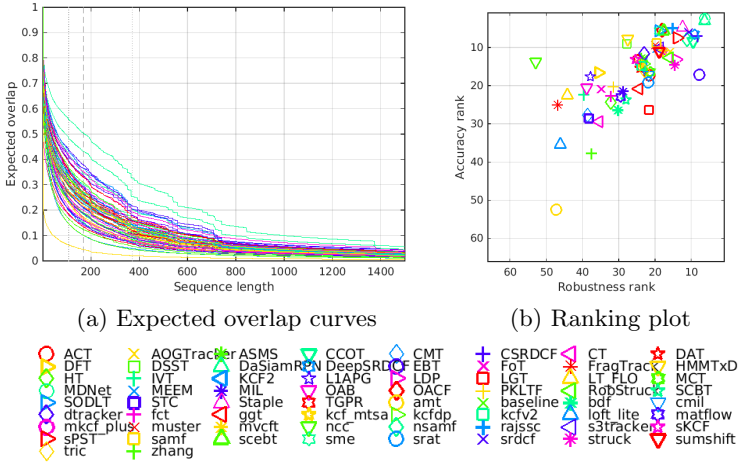 1
0.9
0.8
0.7
0.6
0.5
0.4
0.3
0.2
0.1
0
Expected overlap
200 400 600 800 1000 1200 1400
Sequence length
10
20
30
40
50
60
Accuracy rank
60 50 40 30 20 10
Robustness rank
(a) Expected overlap curves
(b) Ranking plot
ACT AOGTracker ASMS CCOT CMT CSRDCF CT DAT
DFT DSST DaSiamRPN DeepSRDCF EBT FoT FragTrack HMMTxD
HT IVT KCF2 L1APG LDP LGT LT_FLO MCT
MDNet MEEM MIL OAB OACF PKLTF RobStruck SCBT
SODLT STC Staple TGPR amt baseline bdf cmil
dtracker fct ggt kcf_mtsa kcfdp kcfv2 loft_lite matflow
mkcf_plus muster mvcft ncc nsamf rajssc s3tracker sKCF
sPST samf scebt sme srat srdcf struck sumshift
tric zhang